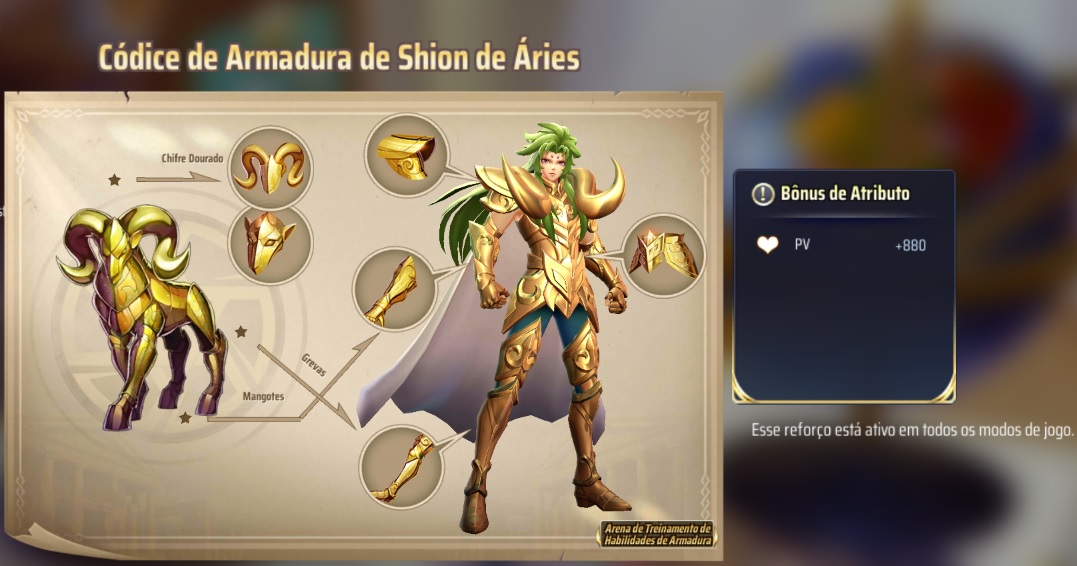 Códice de Armadura de Shion de Áries
Chifre Dourado
Grevas
Mangotes
Arena de Treinamento de
Habilidades de Armadura
Bônus de Atributo
PV +880
Esse reforço está ativo em todos os modos de jogo.